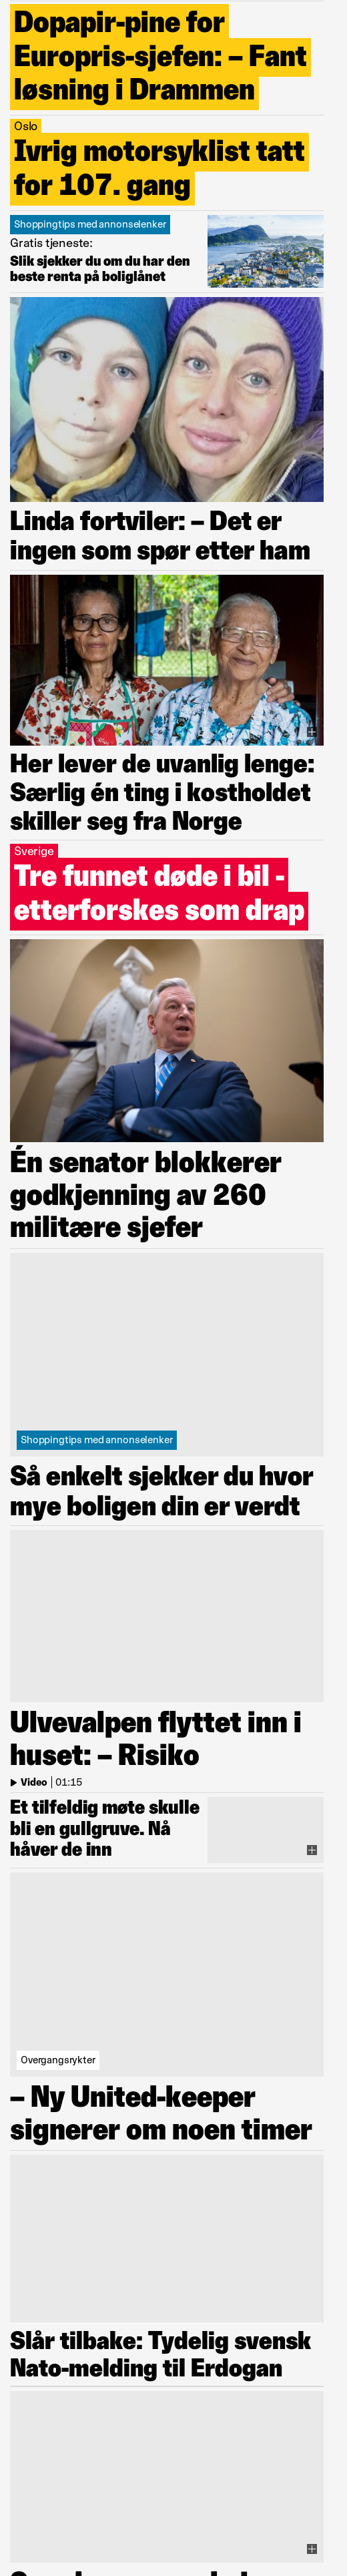 Dopapir-pine for
Europris-sjefen: – Fant
løsning i Drammen
Oslo
Ivrig motorsyklist tatt
for 107. gang
Shoppingtips med annonselenker
Gratis tjeneste:
Slik sjekker du om du har den
beste renta på boliglånet
Linda fortviler: – Det er
ingen som spør etter ham
Her lever de uvanlig lenge:
Særlig én ting i kostholdet
skiller seg fra Norge
Sverige
Tre funnet døde i bil -
etterforskes som drap
Én senator blokkerer
godkjenning av 260
militære sjefer
Shoppingtips med annonselenker
Så enkelt sjekker du hvor
mye boligen din er verdt
Ulvevalpen flyttet inn i
huset: – Risiko
Video 01:15
Et tilfeldig møte skulle
bli en gullgruve. Nå
håver de inn
Overgangsrykter
– Ny United-keeper
signerer om noen timer
Slår tilbake: Tydelig svensk
Nato-melding til Erdogan